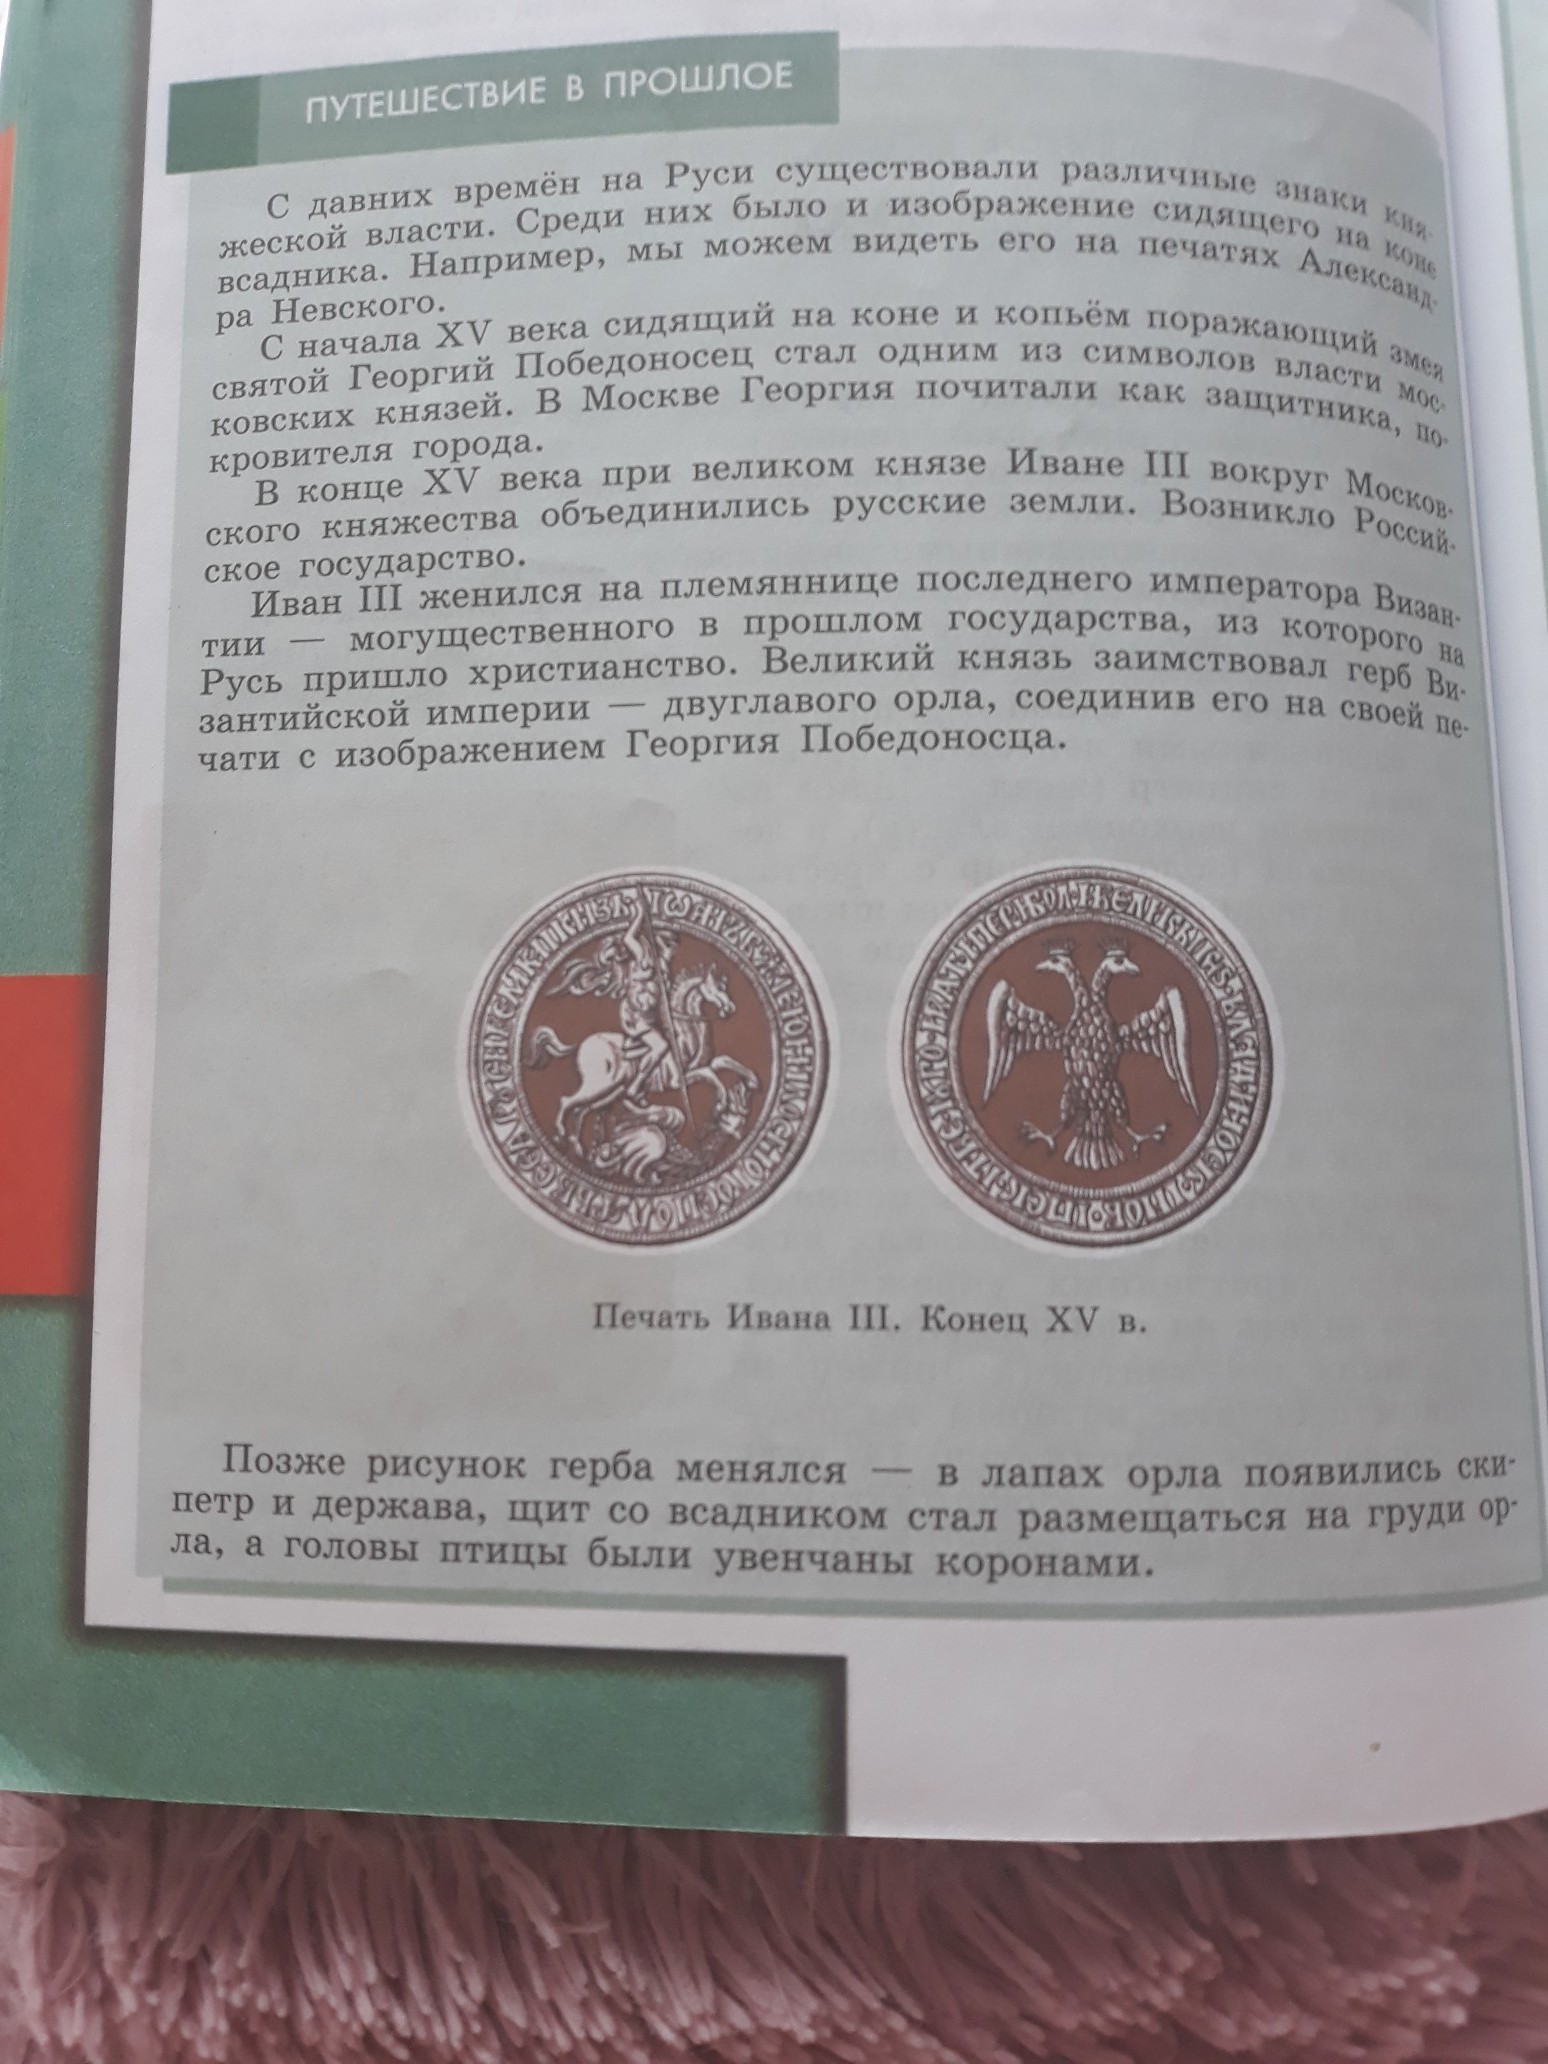 ПУТЕШЕСТВИЕ В ПРОШЛОЕ
С давних времён на Руси существовали различные знаки кня-
жеской власти. Среди них было и изображение сидящего на коне
всадника. Например, мы можем видеть его на печатях Александ-
ра Невского.
С начала XV века сидящий на коне и копьём поражающий змея
святой Георгий Победоносец стал одним из символов власти мос-
ковских князей. В Москве Георгия почитали как защитника, по-
кровителя города.
В конце XV века при великом князе Иване III вокруг Москов-
ского княжества объединились русские земли. Возникло Россий-
ское государство.
Иван III женился на племяннице последнего императора Визан-
тии — могущественного в прошлом государства, из которого на
Русь пришло христианство. Великий князь заимствовал герб Ви-
зантийской империи — двуглавого орла, соединив его на своей пе-
чати с изображением Георгия Победоносца.
Печать Ивана III. Конец XV в.
Позже рисунок герба менялся — в лапах орла появились ски-
петр и держава, щит со всадником стал размещаться на груди ор-
ла, а головы птицы были увенчаны коронами.